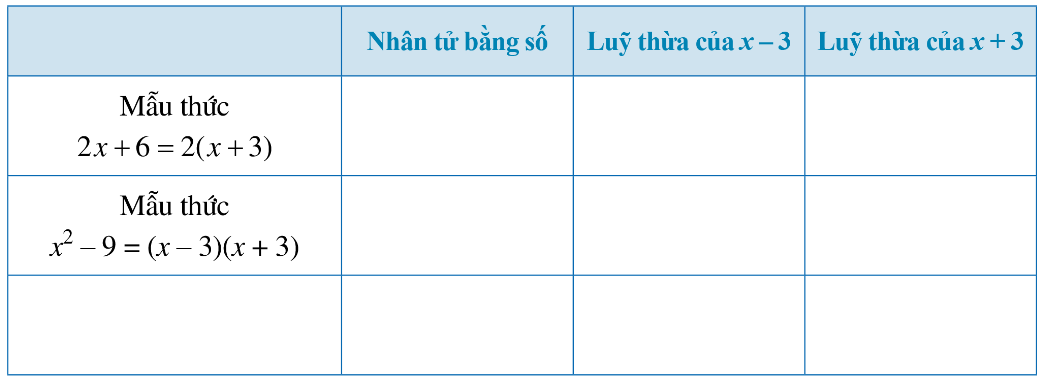 Nhân tử bằng số Luỹ thừa của x – 3 Luỹ thừa của x + 3
Mẫu thức
2x + 6 = 2(x + 3)
Mẫu thức
x² – 9 = (x – 3)(x + 3)